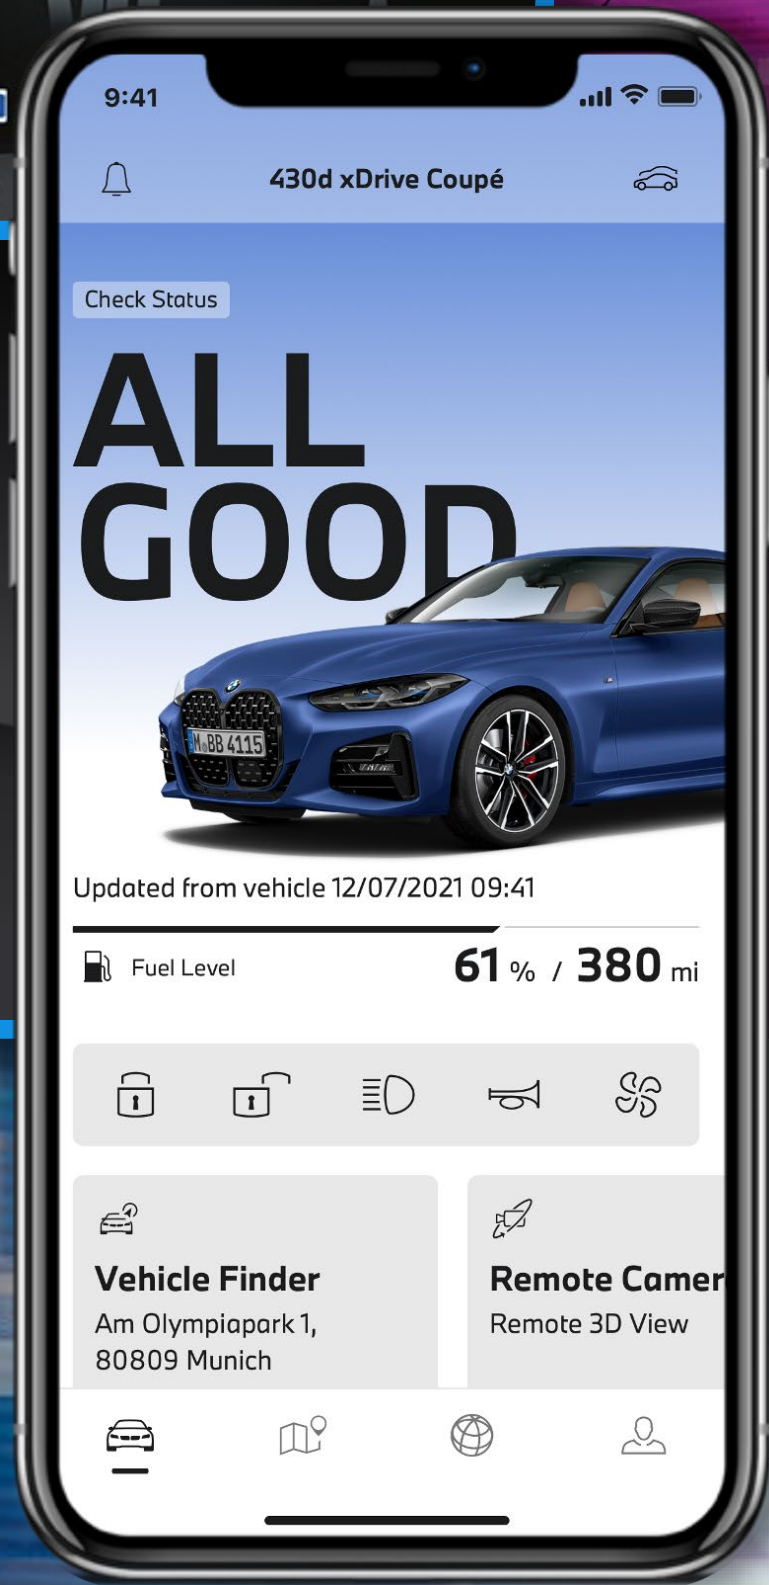 9:41
430d xDrive Coupé
Check Status
ALL
GOOD
M BB 4115
Updated from vehicle 12/07/2021 09:41
Fuel Level 61 % / 380 mi
Vehicle Finder
Am Olympiapark 1,
80809 Munich
Remote Camer
Remote 3D View